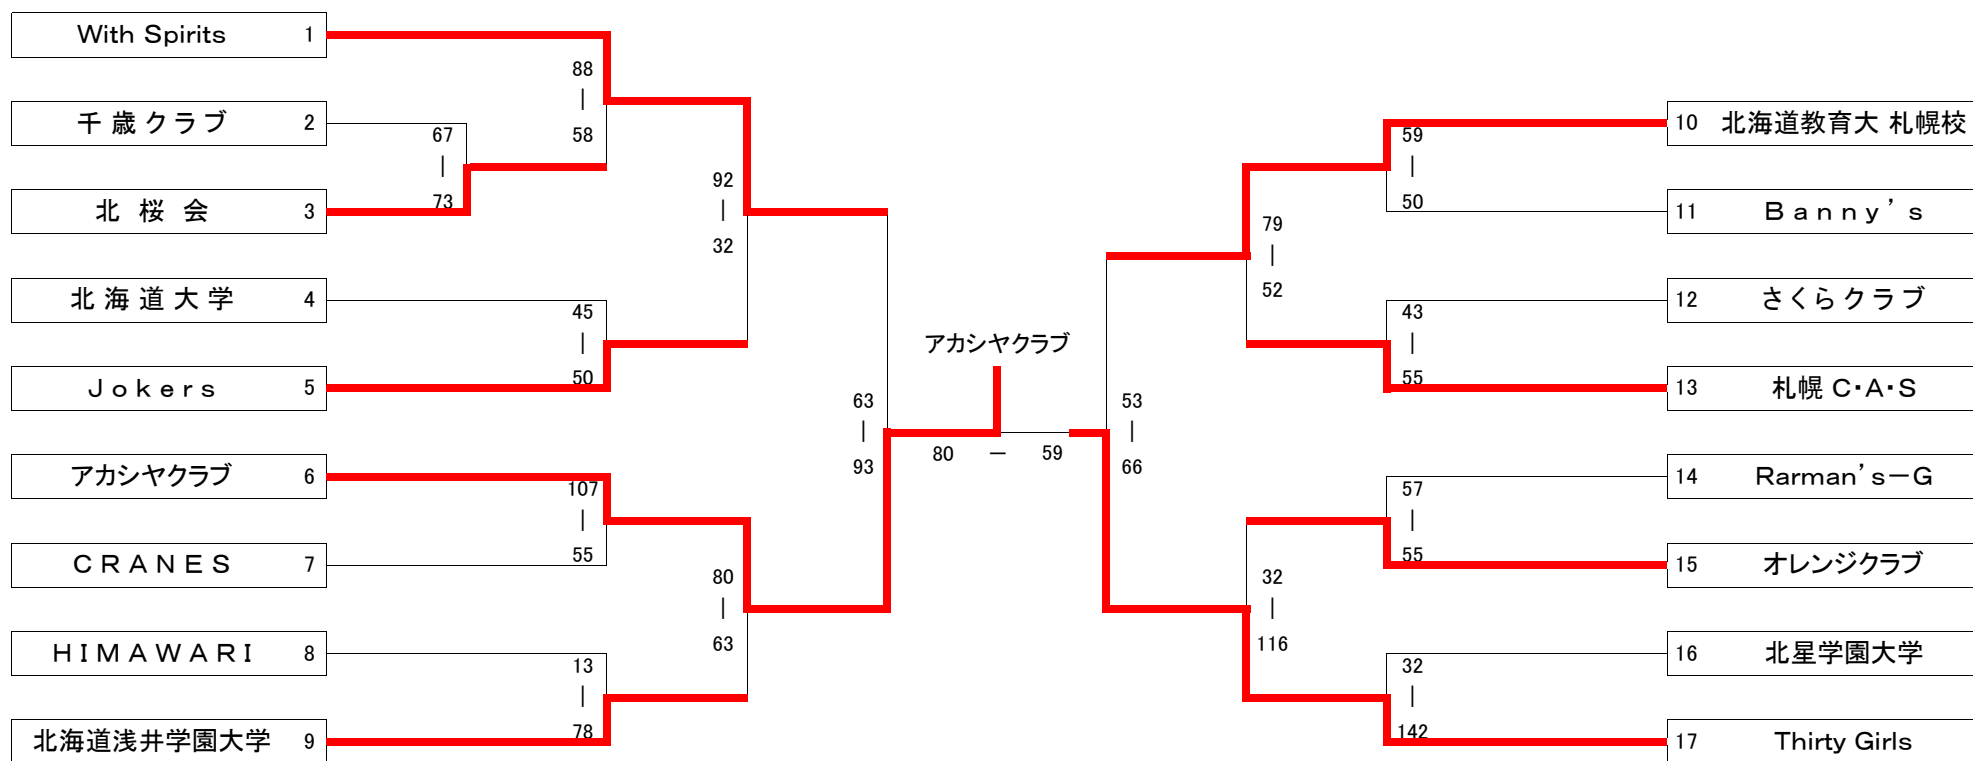 With Spirits 1
千歳クラブ 2
北桜会 3
北海道大学 4
Jokers 5
アカシヤクラブ 6
CRANES 7
HIMAWARI 8
北海道浅井学園大学 9
67
|
73
88
|
58
45
|
50
107
|
55
13
|
78
92
|
32
80
|
63
63
|
93
アカシヤクラブ
80 － 59
53
|
66
79
|
52
32
|
116
59
|
50
43
|
55
57
|
55
32
|
142
10 北海道教育大 札幌校
11 Banny’s
12 さくらクラブ
13 札幌 C・A・S
14 Rarman’s－G
15 オレンジクラブ
16 北星学園大学
17 Thirty Girls